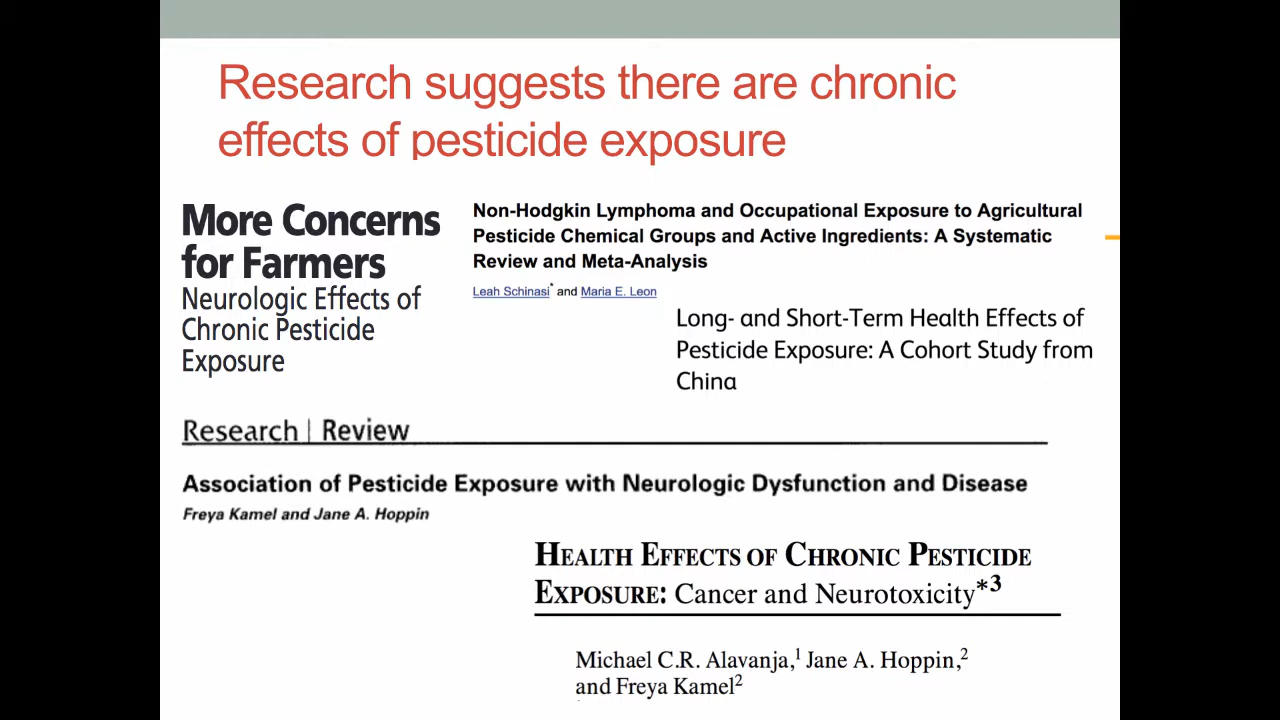 Research suggests there are chronic
effects of pesticide exposure
More Concerns
for Farmers
Neurologic Effects of
Chronic Pesticide
Exposure
Non-Hodgkin Lymphoma and Occupational Exposure to Agricultural
Pesticide Chemical Groups and Active Ingredients: A Systematic
Review and Meta-Analysis
Leah Schinasi* and Maria E. Leon
Long- and Short-Term Health Effects of
Pesticide Exposure: A Cohort Study from
China
Research | Review
Association of Pesticide Exposure with Neurologic Dysfunction and Disease
Freya Kamel and Jane A. Hoppin
HEALTH EFFECTS OF CHRONIC PESTICIDE
EXPOSURE: Cancer and Neurotoxicity*3
Michael C.R. Alavanja,1 Jane A. Hoppin,2
and Freya Kamel2